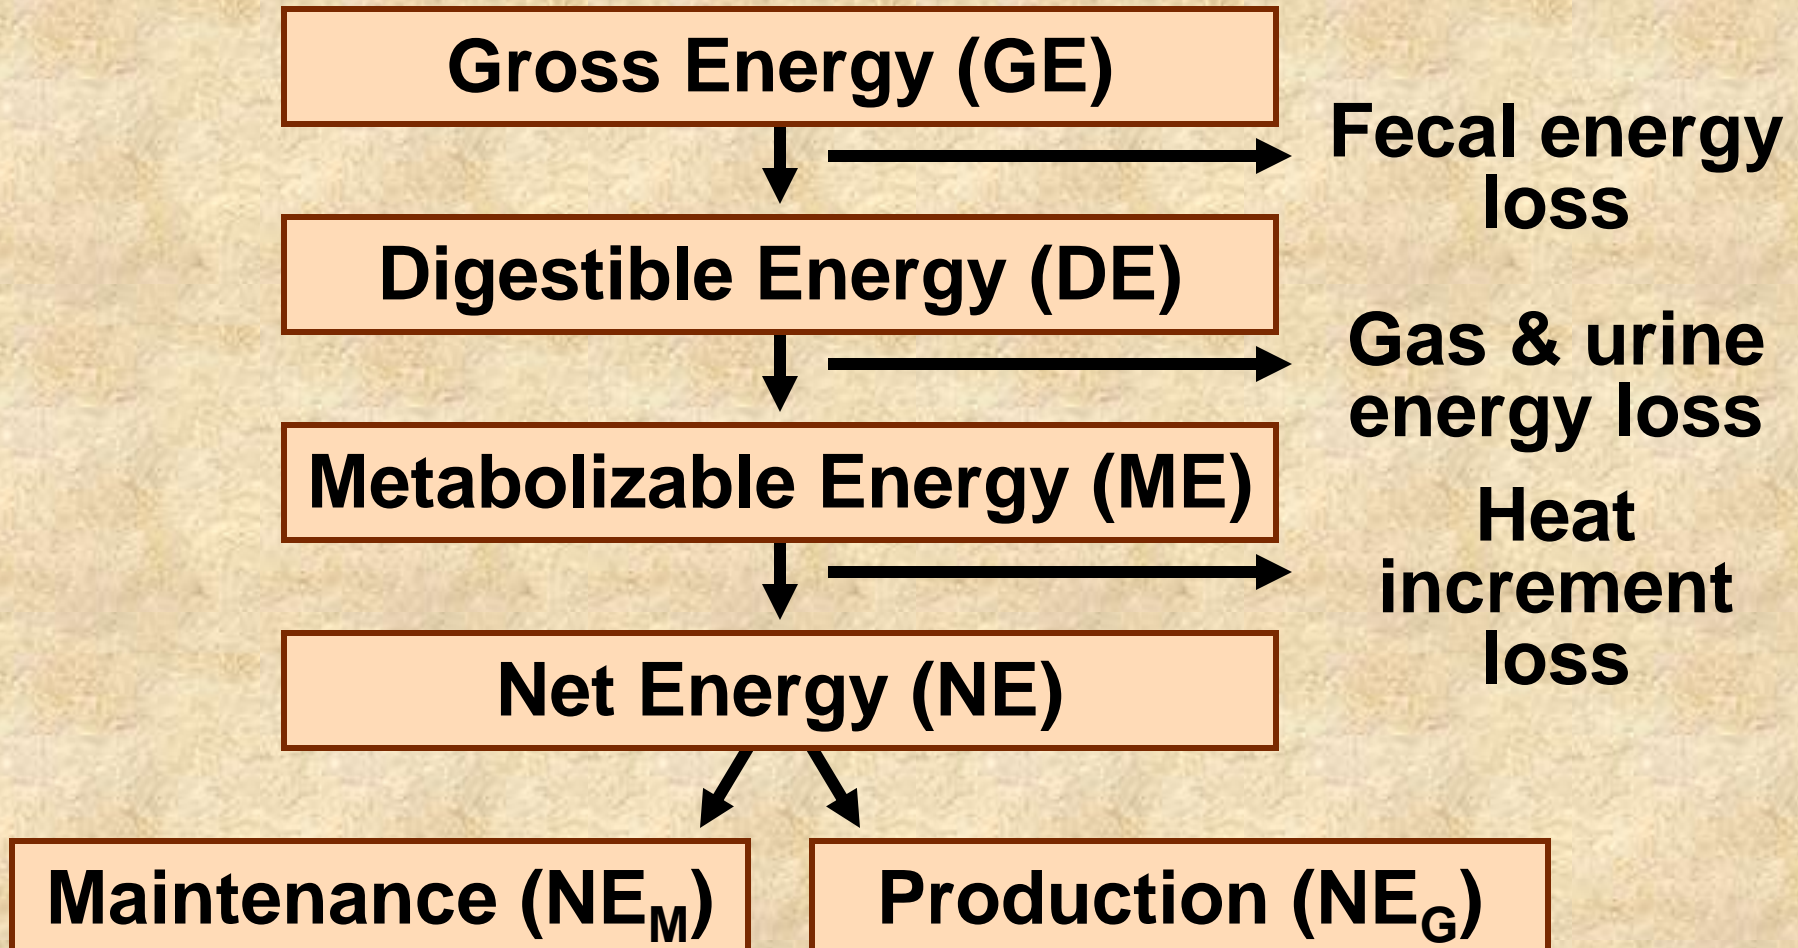 Gross Energy (GE)
Fecal energy
loss
Digestible Energy (DE)
Gas & urine
energy loss
Metabolizable Energy (ME)
Heat
increment
loss
Net Energy (NE)
Maintenance (NEM)
Production (NEG)